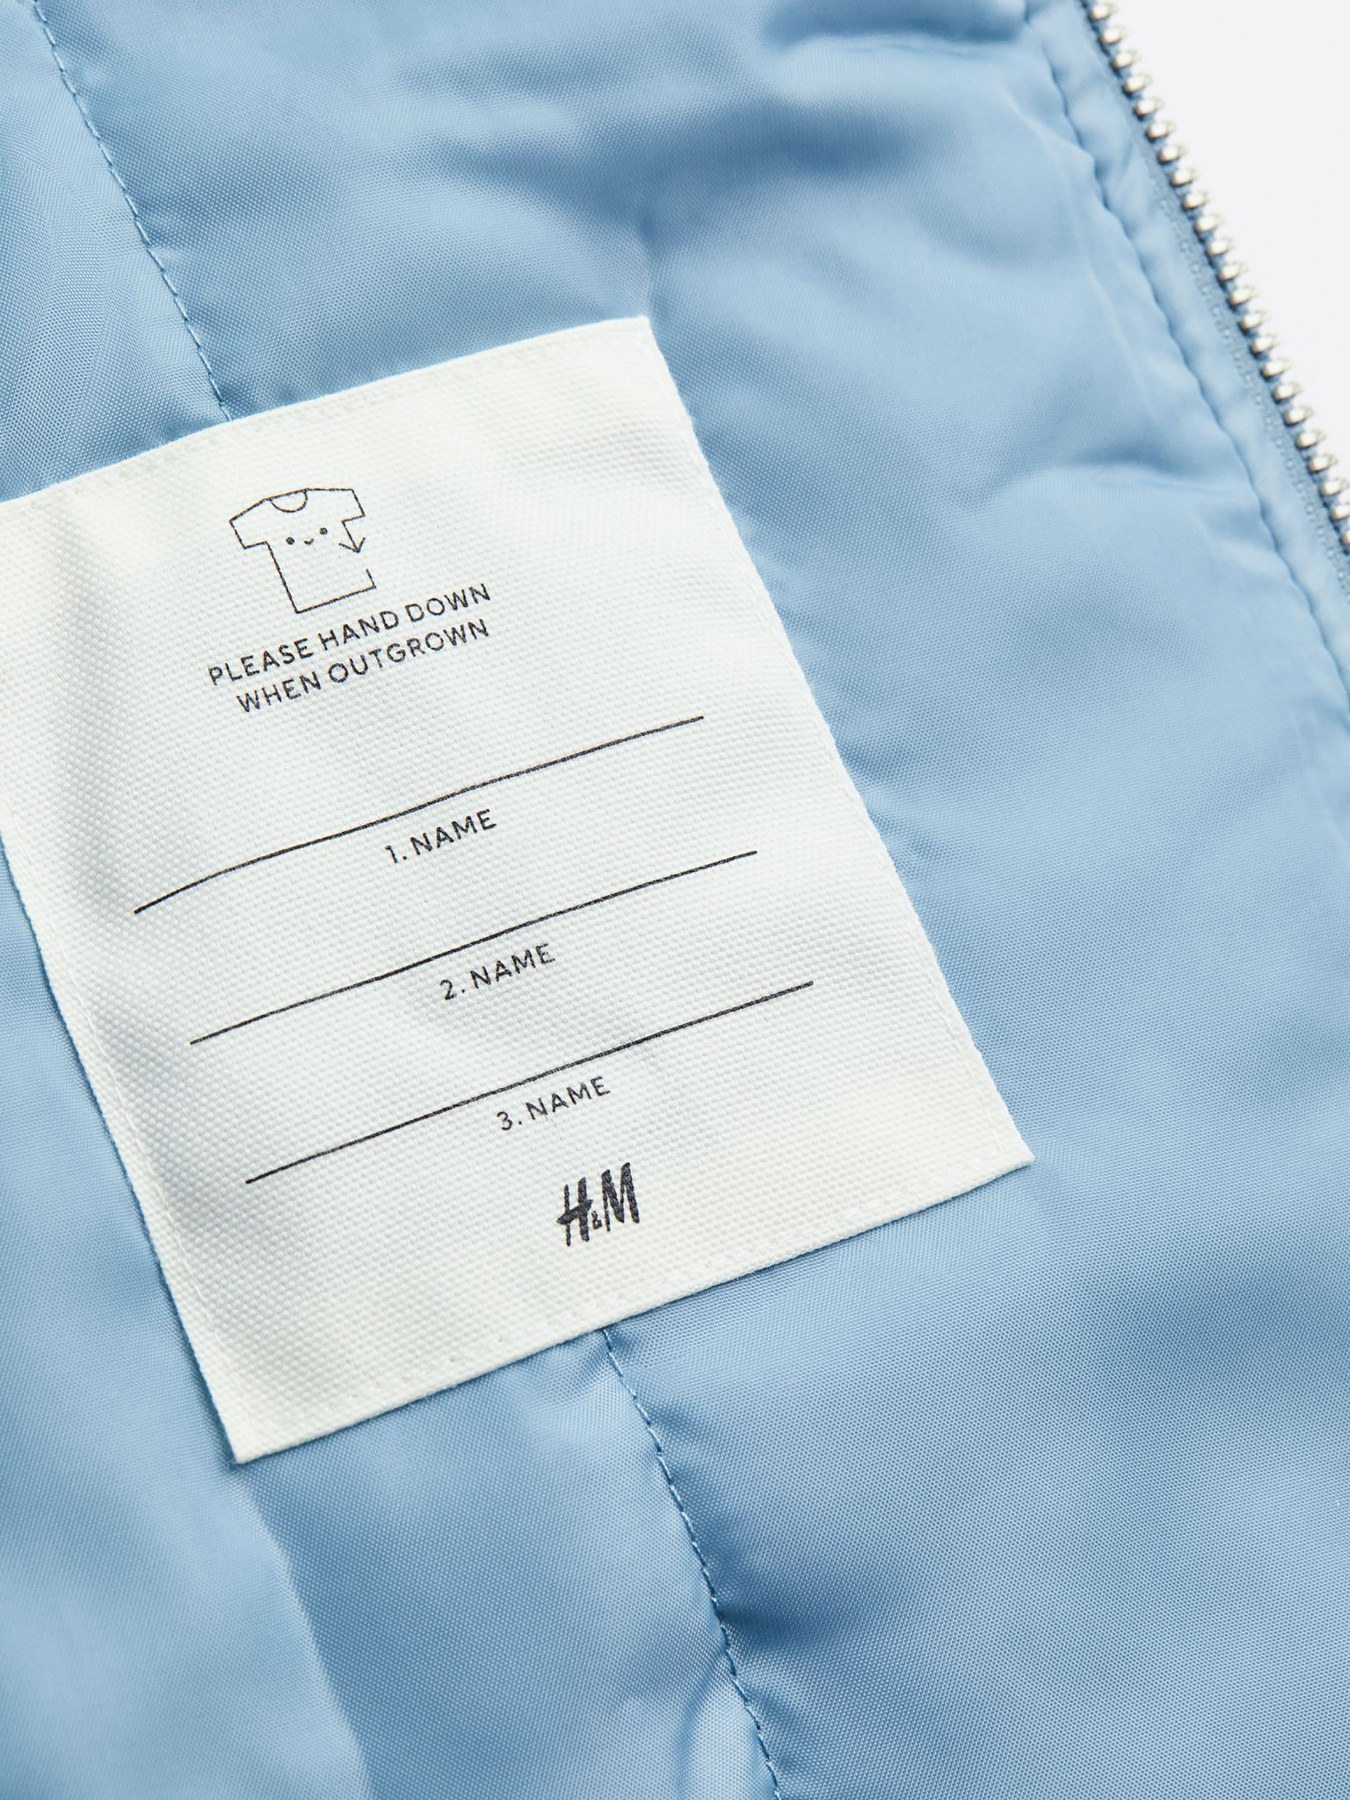 PLEASE HAND DOWN
WHEN OUTGROWN
1. NAME
2. NAME
3. NAME
H&M